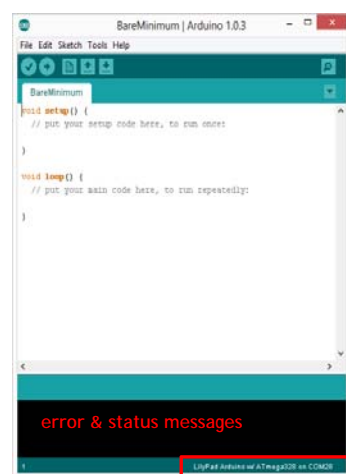 BareMinimum | Arduino 1.0.3
File Edit Sketch Tools Help
BareMinimum
void setup() {
// put your setup code here, to run once:
}
void loop() {
// put your main code here, to run repeatedly:
}
error & status messages
1
LilyPad Arduino w/ ATmega328 on COM28